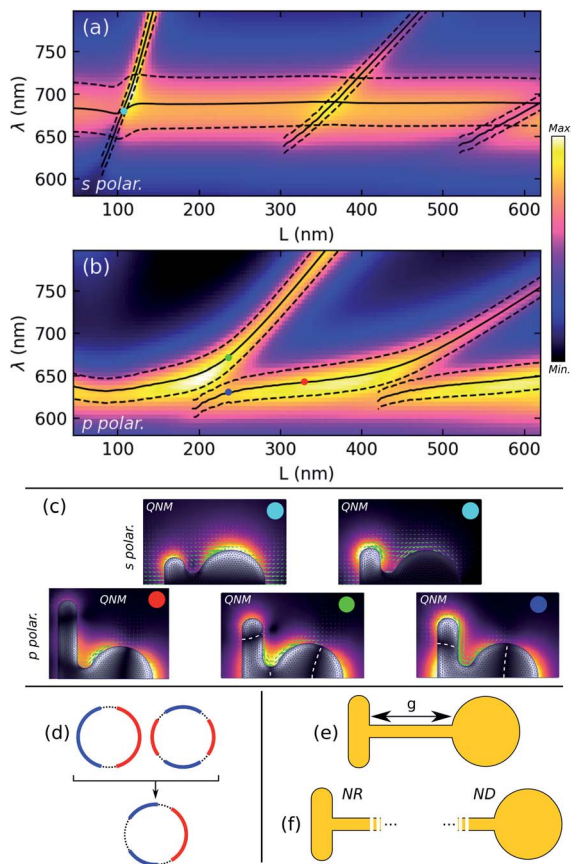 (a)
λ (nm)
750
700
650
600
s polar.
100 200 300 400 500 600
L (nm)
Max
Min.
(b)
λ (nm)
750
700
650
600
p polar.
100 200 300 400 500 600
L (nm)
(c)
s polar.
QNM
QNM
p polar.
QNM
QNM
QNM
(d)
(e)
g
(f)
NR
...
...
ND